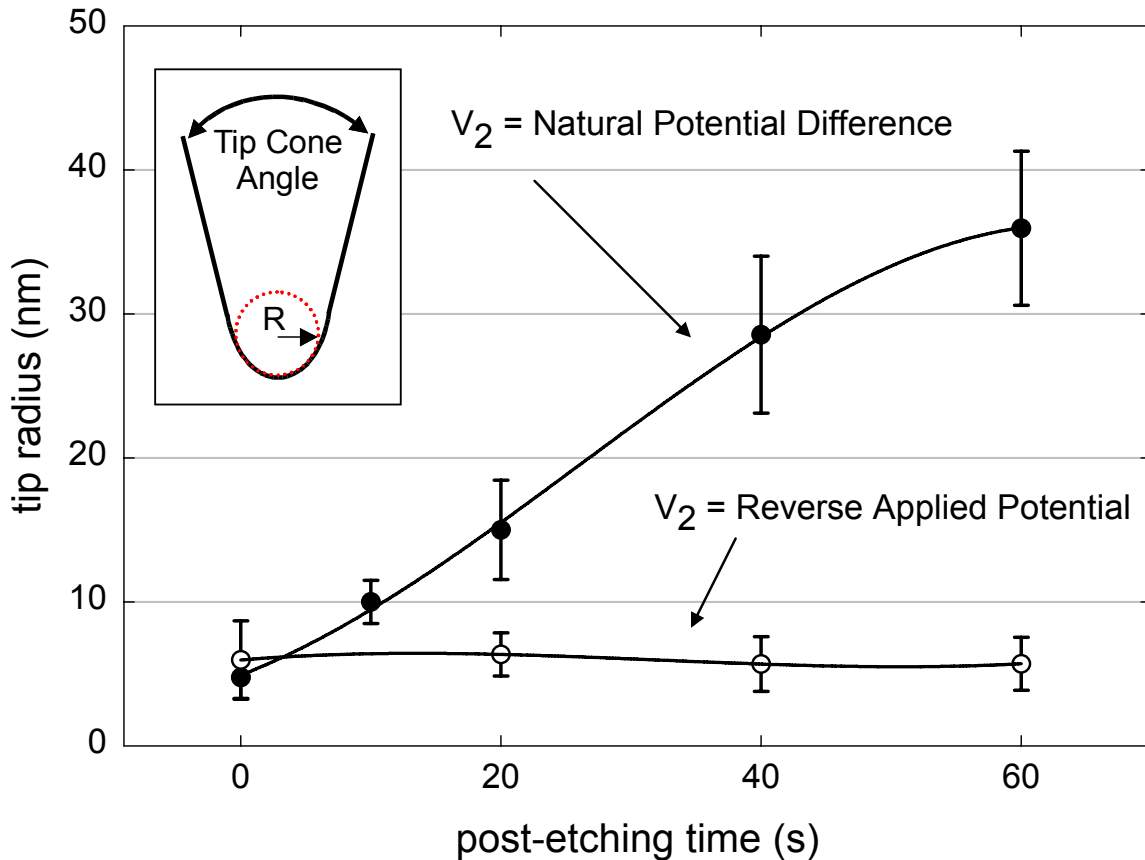 50
40
30
20
10
0
tip radius (nm)
Tip Cone
Angle
R
V2 = Natural Potential Difference
V2 = Reverse Applied Potential
0 20 40 60
post-etching time (s)